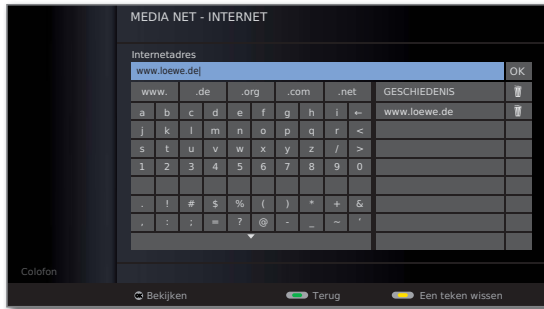 MEDIA NET - INTERNET
Internetadres
www.loewe.de OK
www. .de .org .com .net GESCHIEDENIS
a b c d e f g h i ← www.loewe.de
j k l m n o p q r <
s t u v w x y z / >
1 2 3 4 5 6 7 8 9 0
. ! # $ % ( ) * + &
, : ; = ? @ - _ ~ '
Colofon
OK Bekijken Terug Een teken wissen